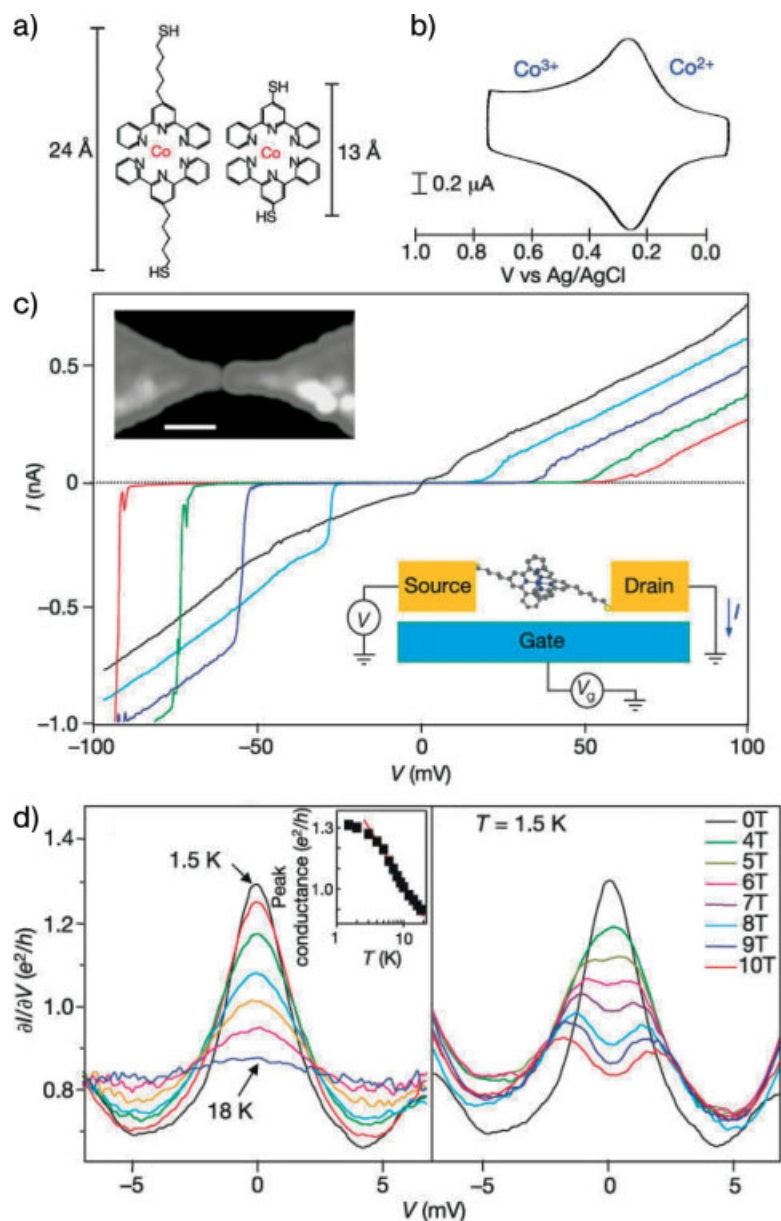 a)
SH
N N N
Co
N N N
HS
24 Å
SH
N N N
Co
N N N
HS
13 Å
b)
Co3+
Co2+
0.2 μA
1.0 0.8 0.6 0.4 0.2 0.0
V vs Ag/AgCl
c)
0.5
0
−0.5
−1.0
I (nA)
Source
Drain
Gate
V
I
Vg
−100 −50 0 50 100
V (mV)
d)
1.4
1.2
1.0
0.8
∂I/∂V (e²/h)
1.5 K
18 K
Peak
conductance (e²/h)
1.3
1.0
1 10
T (K)
−5 0 5
T = 1.5 K
0T
4T
5T
6T
7T
8T
9T
10T
−5 0 5
V (mV)